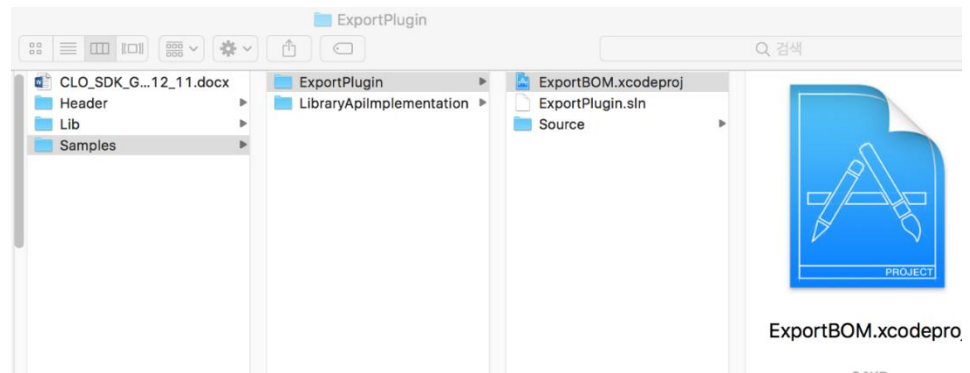 ExportPlugin
검색
CLO_SDK_G...12_11.docx
Header
Lib
Samples
ExportPlugin
LibraryApiImplementation
ExportBOM.xcodeproj
ExportPlugin.sln
Source
PROJECT
ExportBOM.xcodeproj